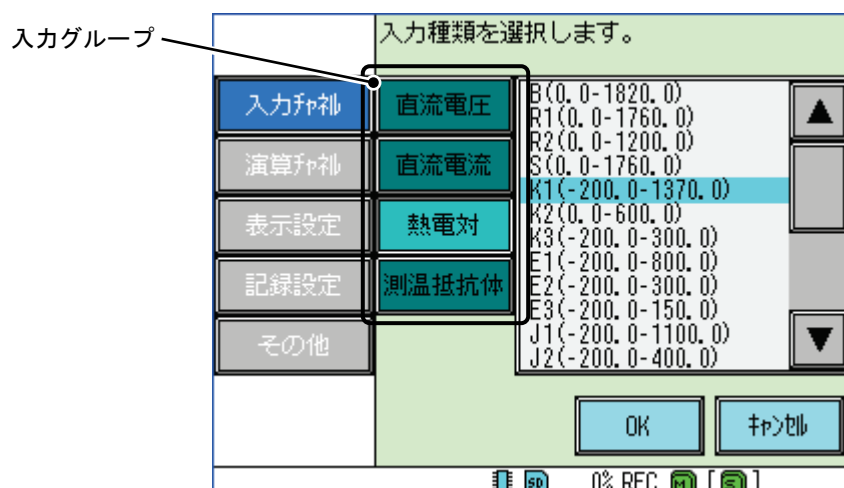 入力グループ
入力種類を選択します。
入力ﾁｬﾈﾙ
演算ﾁｬﾈﾙ
表示設定
記録設定
その他
直流電圧
直流電流
熱電対
測温抵抗体
B(0.0-1820.0)
R1(0.0-1760.0)
R2(0.0-1200.0)
S(0.0-1760.0)
K1(-200.0-1370.0)
K2(0.0-600.0)
K3(-200.0-300.0)
E1(-200.0-800.0)
E2(-200.0-300.0)
E3(-200.0-150.0)
J1(-200.0-1100.0)
J2(-200.0-400.0)
OK
ｷｬﾝｾﾙ
SD 0% REC M [S]